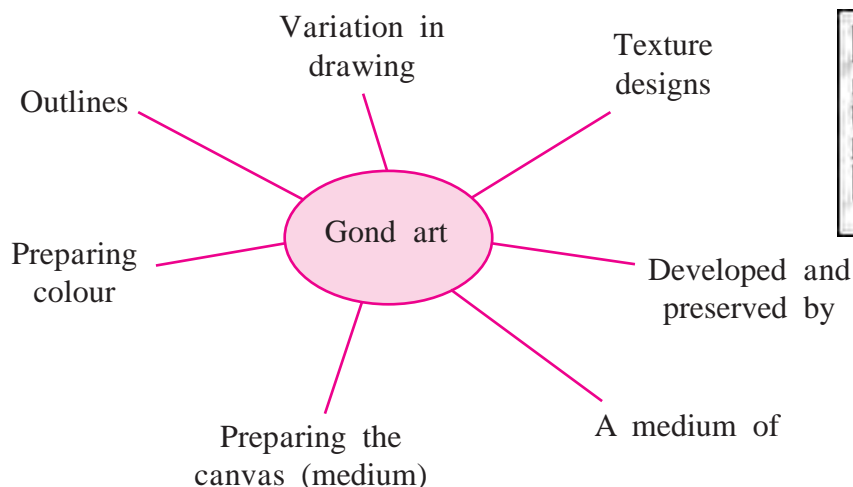 Variation in
drawing
Texture
designs
Outlines
Gond art
Preparing
colour
Developed and
preserved by
A medium of
Preparing the
canvas (medium)